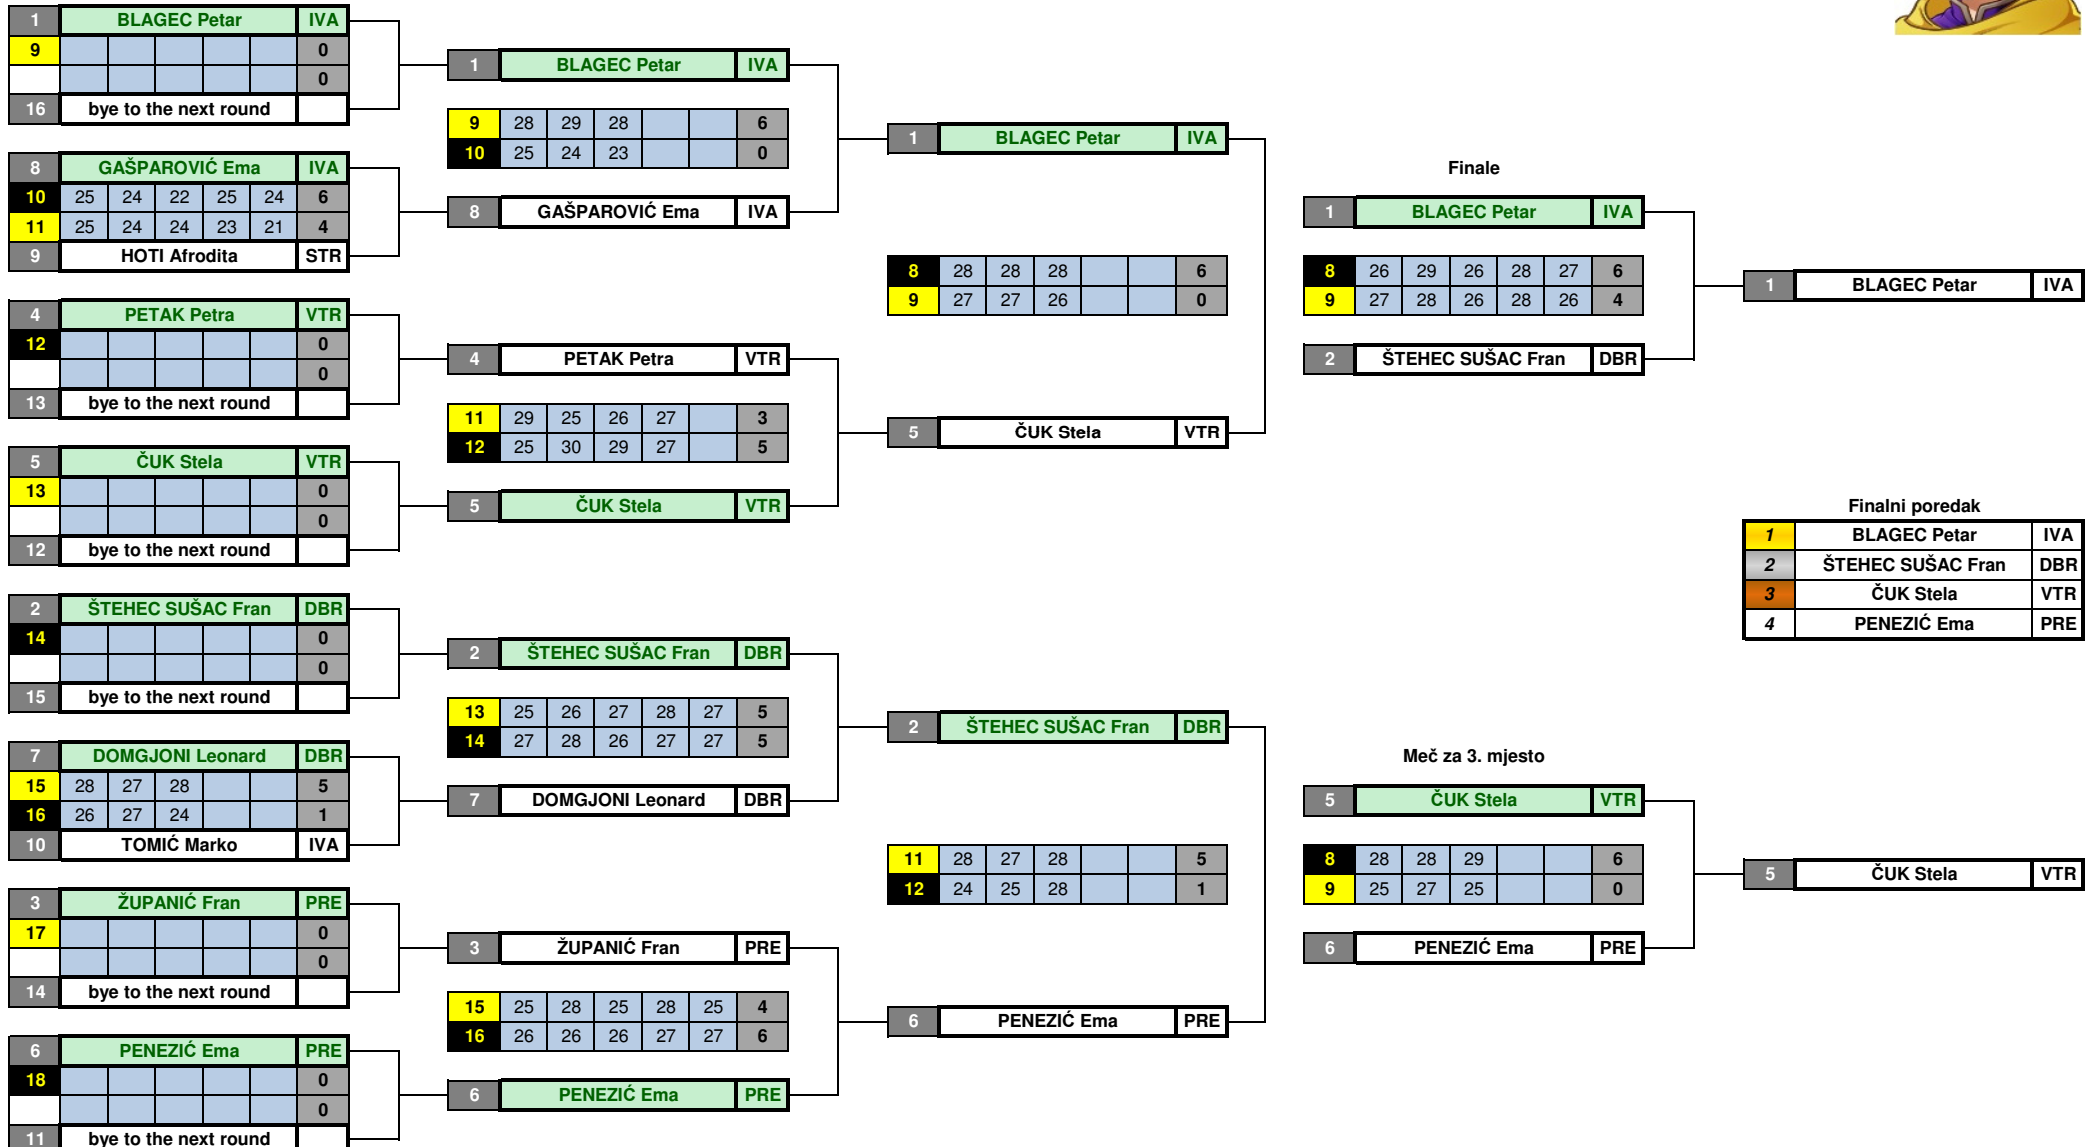 1 BLAGEC Petar IVA
9 0
0
16 bye to the next round
8 GAŠPAROVIĆ Ema IVA
10 25 24 22 25 24 6
11 25 24 24 23 21 4
9 HOTI Afrodita STR
4 PETAK Petra VTR
12 0
0
13 bye to the next round
5 ČUK Stela VTR
13 0
0
12 bye to the next round
2 ŠTEHEC SUŠAC Fran DBR
14 0
0
15 bye to the next round
7 DOMGJONI Leonard DBR
15 28 27 28 5
16 26 27 24 1
10 TOMIĆ Marko IVA
3 ŽUPANIĆ Fran PRE
17 0
0
14 bye to the next round
6 PENEZIĆ Ema PRE
18 0
0
11 bye to the next round
1 BLAGEC Petar IVA
9 28 29 28 6
10 25 24 23 0
8 GAŠPAROVIĆ Ema IVA
4 PETAK Petra VTR
11 29 25 26 27 3
12 25 30 29 27 5
5 ČUK Stela VTR
2 ŠTEHEC SUŠAC Fran DBR
13 25 26 27 28 27 5
14 27 28 26 27 27 5
7 DOMGJONI Leonard DBR
3 ŽUPANIĆ Fran PRE
15 25 28 25 28 25 4
16 26 26 26 27 27 6
6 PENEZIĆ Ema PRE
1 BLAGEC Petar IVA
8 28 28 28 6
9 27 27 26 0
5 ČUK Stela VTR
2 ŠTEHEC SUŠAC Fran DBR
11 28 27 28 5
12 24 25 28 1
6 PENEZIĆ Ema PRE
Finale
1 BLAGEC Petar IVA
8 26 29 26 28 27 6
9 27 28 26 28 26 4
2 ŠTEHEC SUŠAC Fran DBR
Meč za 3. mjesto
5 ČUK Stela VTR
8 28 28 29 6
9 25 27 25 0
6 PENEZIĆ Ema PRE
1 BLAGEC Petar IVA
Finalni poredak
1 BLAGEC Petar IVA
2 ŠTEHEC SUŠAC Fran DBR
3 ČUK Stela VTR
4 PENEZIĆ Ema PRE
5 ČUK Stela VTR